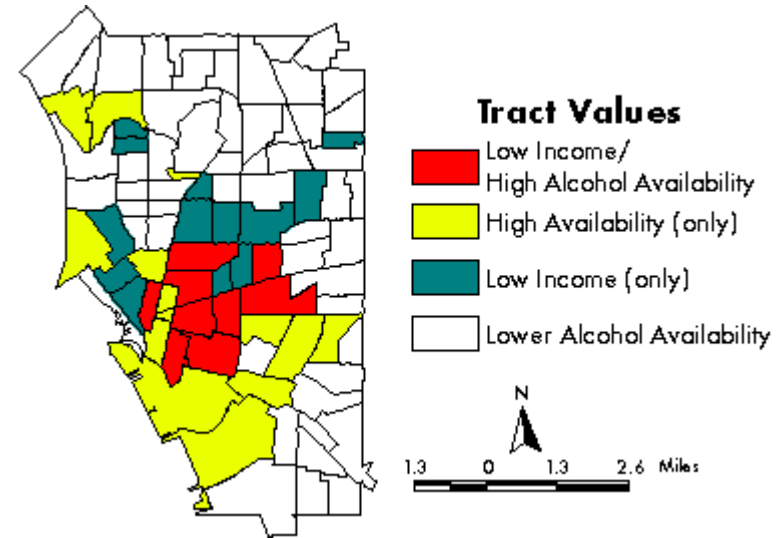 Tract Values
Low Income/
High Alcohol Availability
High Availability (only)
Low Income (only)
Lower Alcohol Availability
N
1.3 0 1.3 2.6 Miles